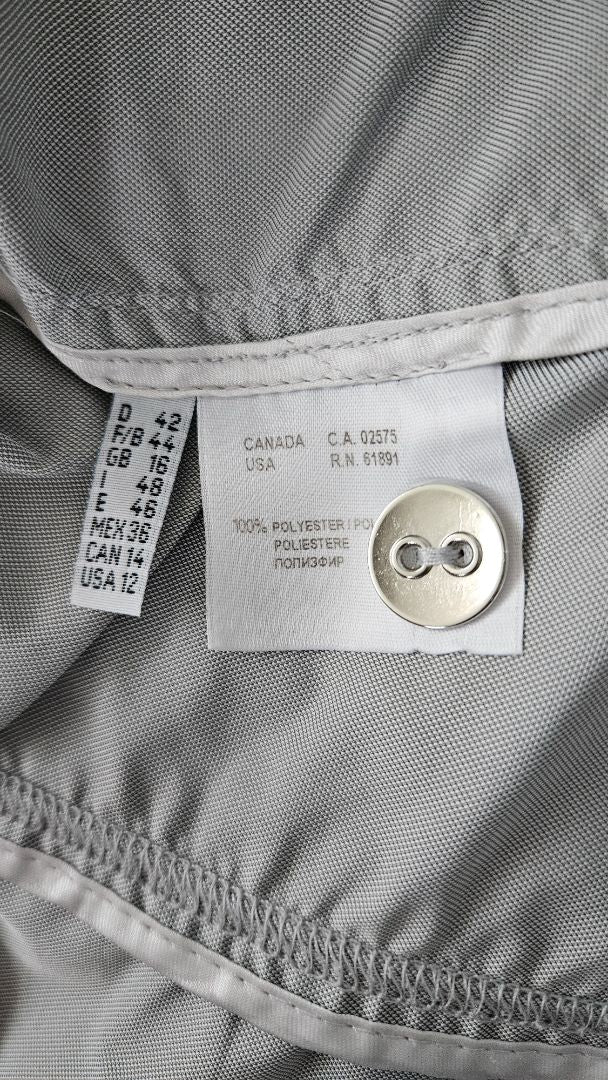 D 42
F/B 44
GB 16
I 48
E 46
MEX 36
CAN 14
USA 12
CANADA C.A. 02575
USA R.N. 61891
100% POLYESTER /
POLIESTERE
ПОЛИЭФИР